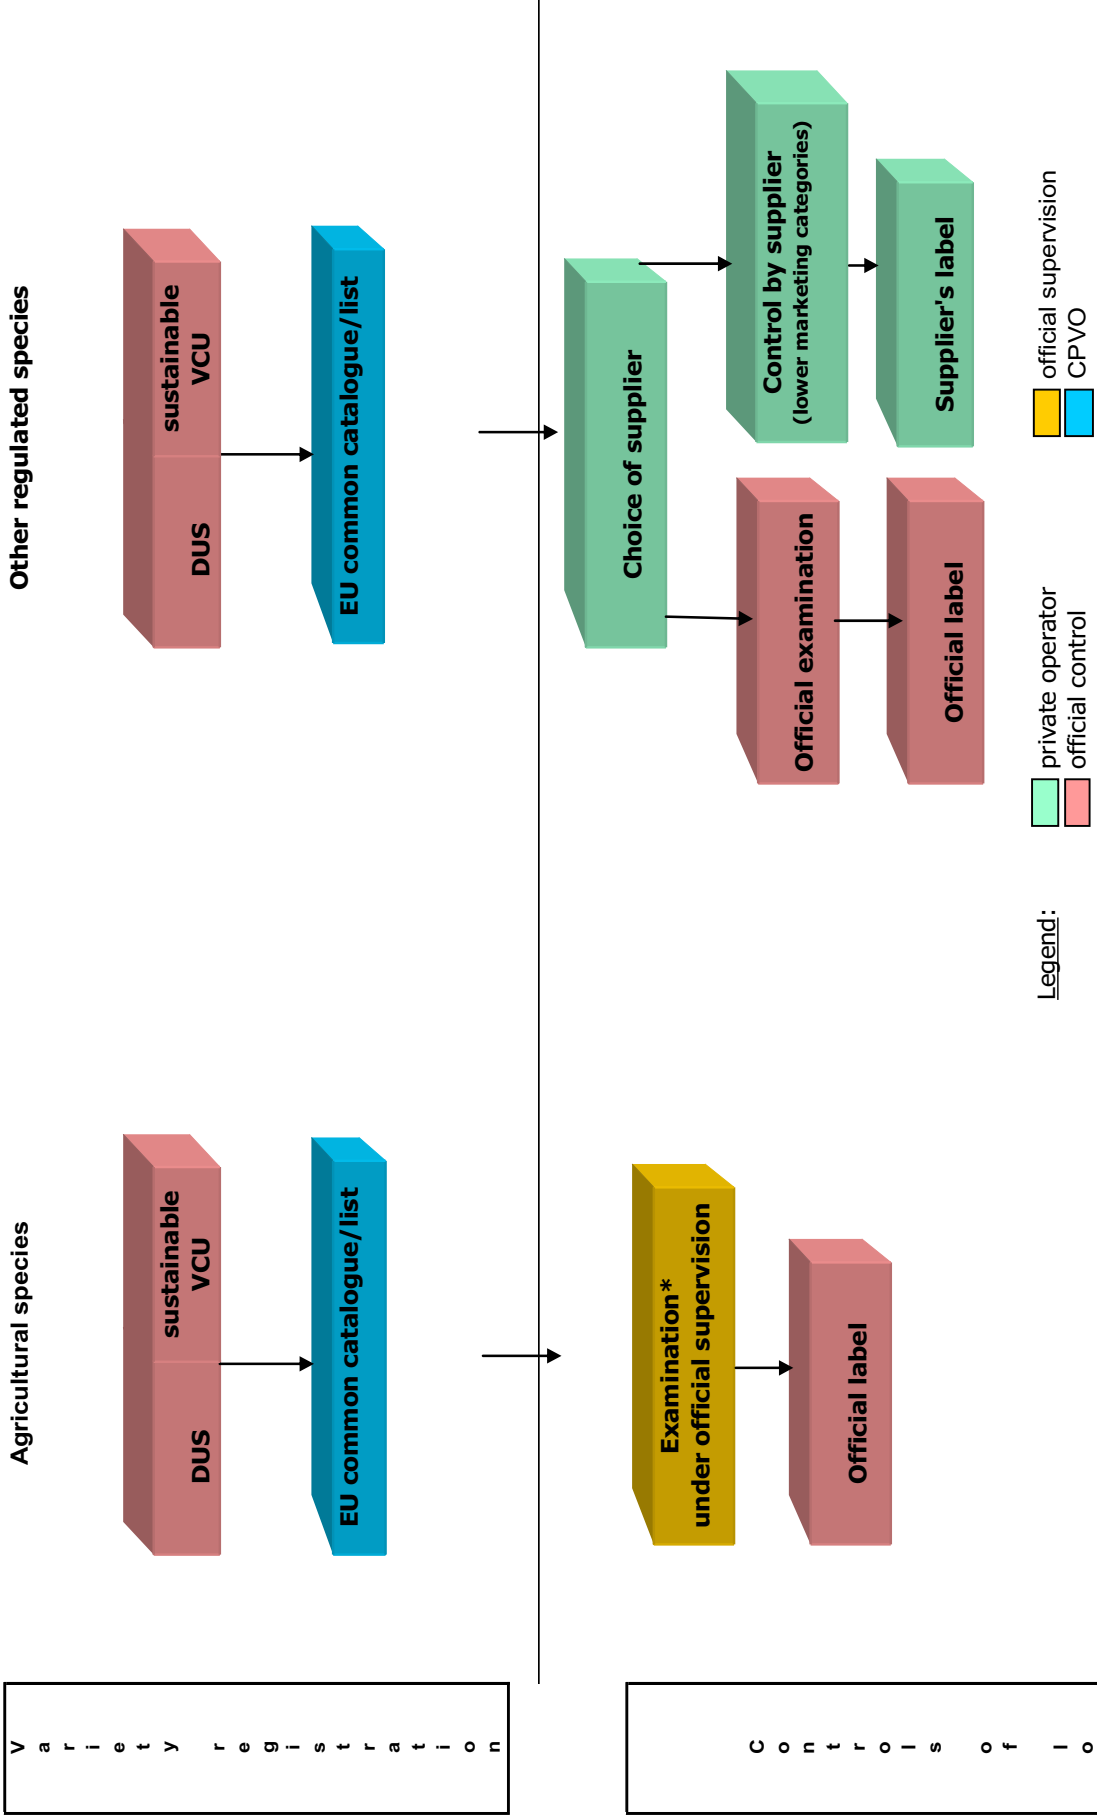 Variety registration
Agricultural species
Other regulated species
DUS
sustainable
VCU
EU common catalogue/list
DUS
sustainable
VCU
EU common catalogue/list
Controls of lo
Examination*
under official supervision
Official label
Choice of supplier
Official examination
Official label
Control by supplier
(lower marketing categories)
Supplier's label
Legend:
private operator
official supervision
official control
CPVO